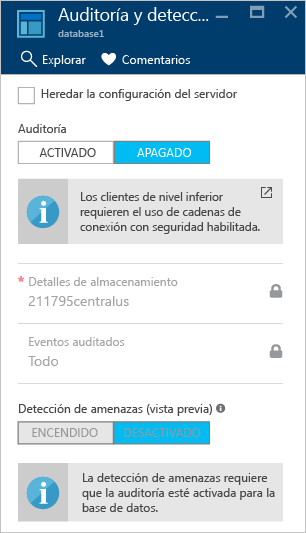 Auditoría y detecc...
database1
Explorar
Comentarios
Heredar la configuración del servidor
Auditoría
ACTIVADO
APAGADO
Los clientes de nivel inferior
requieren el uso de cadenas de
conexión con seguridad habilitada.
* Detalles de almacenamiento
211795centralus
Eventos auditados
Todo
Detección de amenazas (vista previa)
ENCENDIDO
DESACTIVADO
La detección de amenazas requiere
que la auditoría esté activada para la
base de datos.